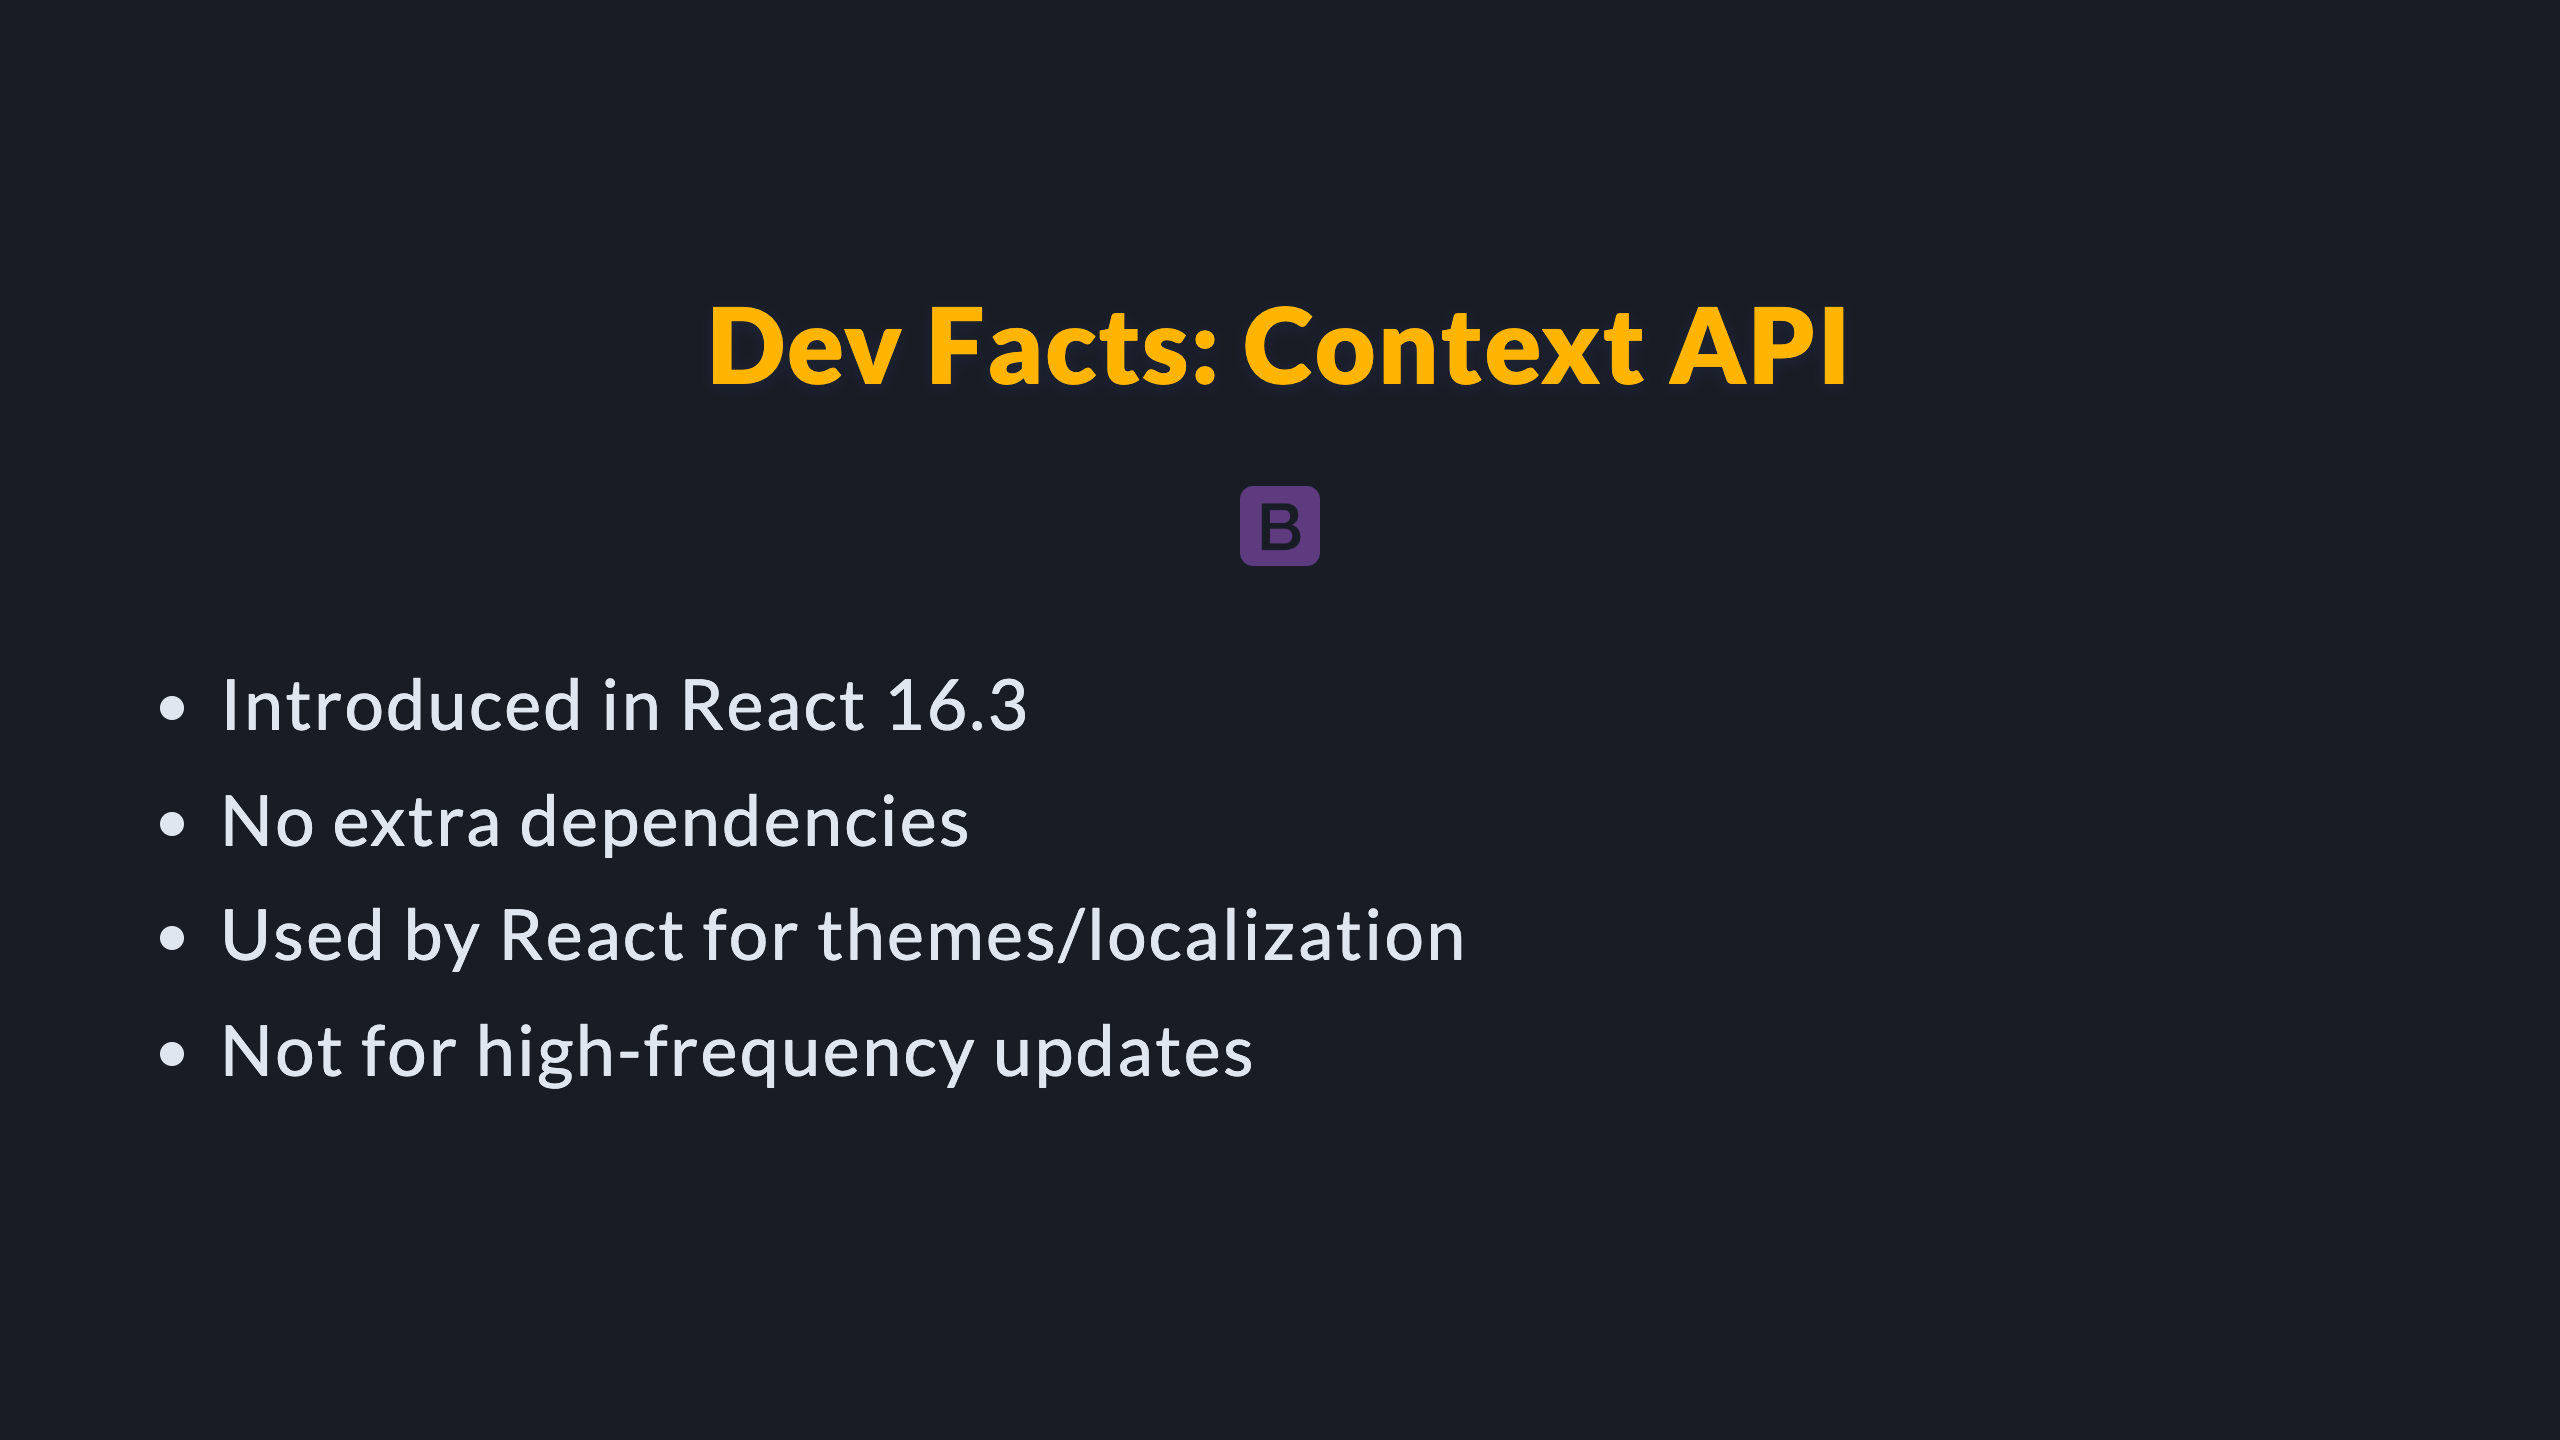 Dev Facts: Context API
B
• Introduced in React 16.3
• No extra dependencies
• Used by React for themes/localization
• Not for high-frequency updates